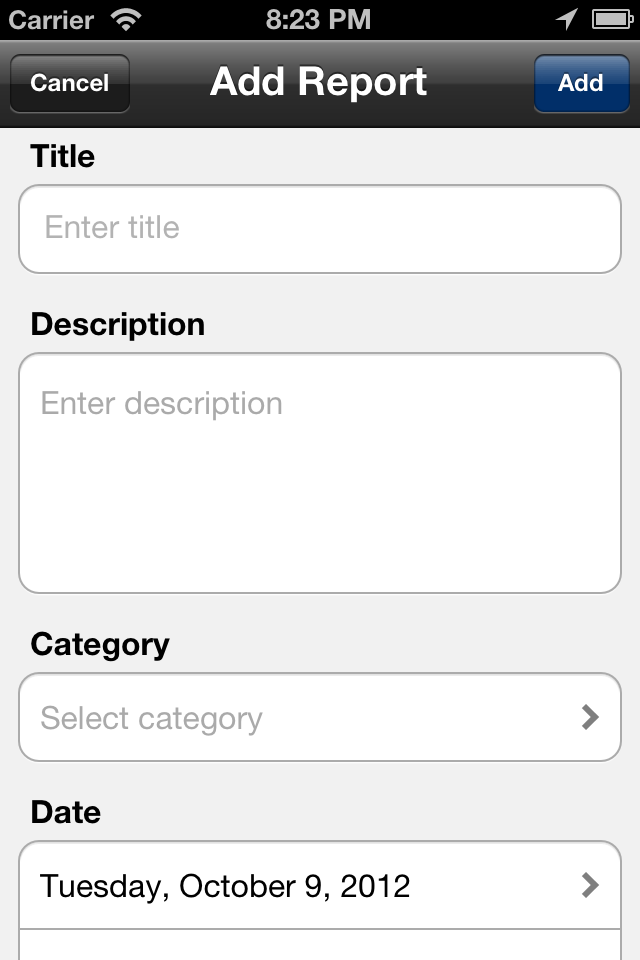 Carrier 8:23 PM
Cancel Add Report Add
Title
Enter title
Description
Enter description
Category
Select category
Date
Tuesday, October 9, 2012